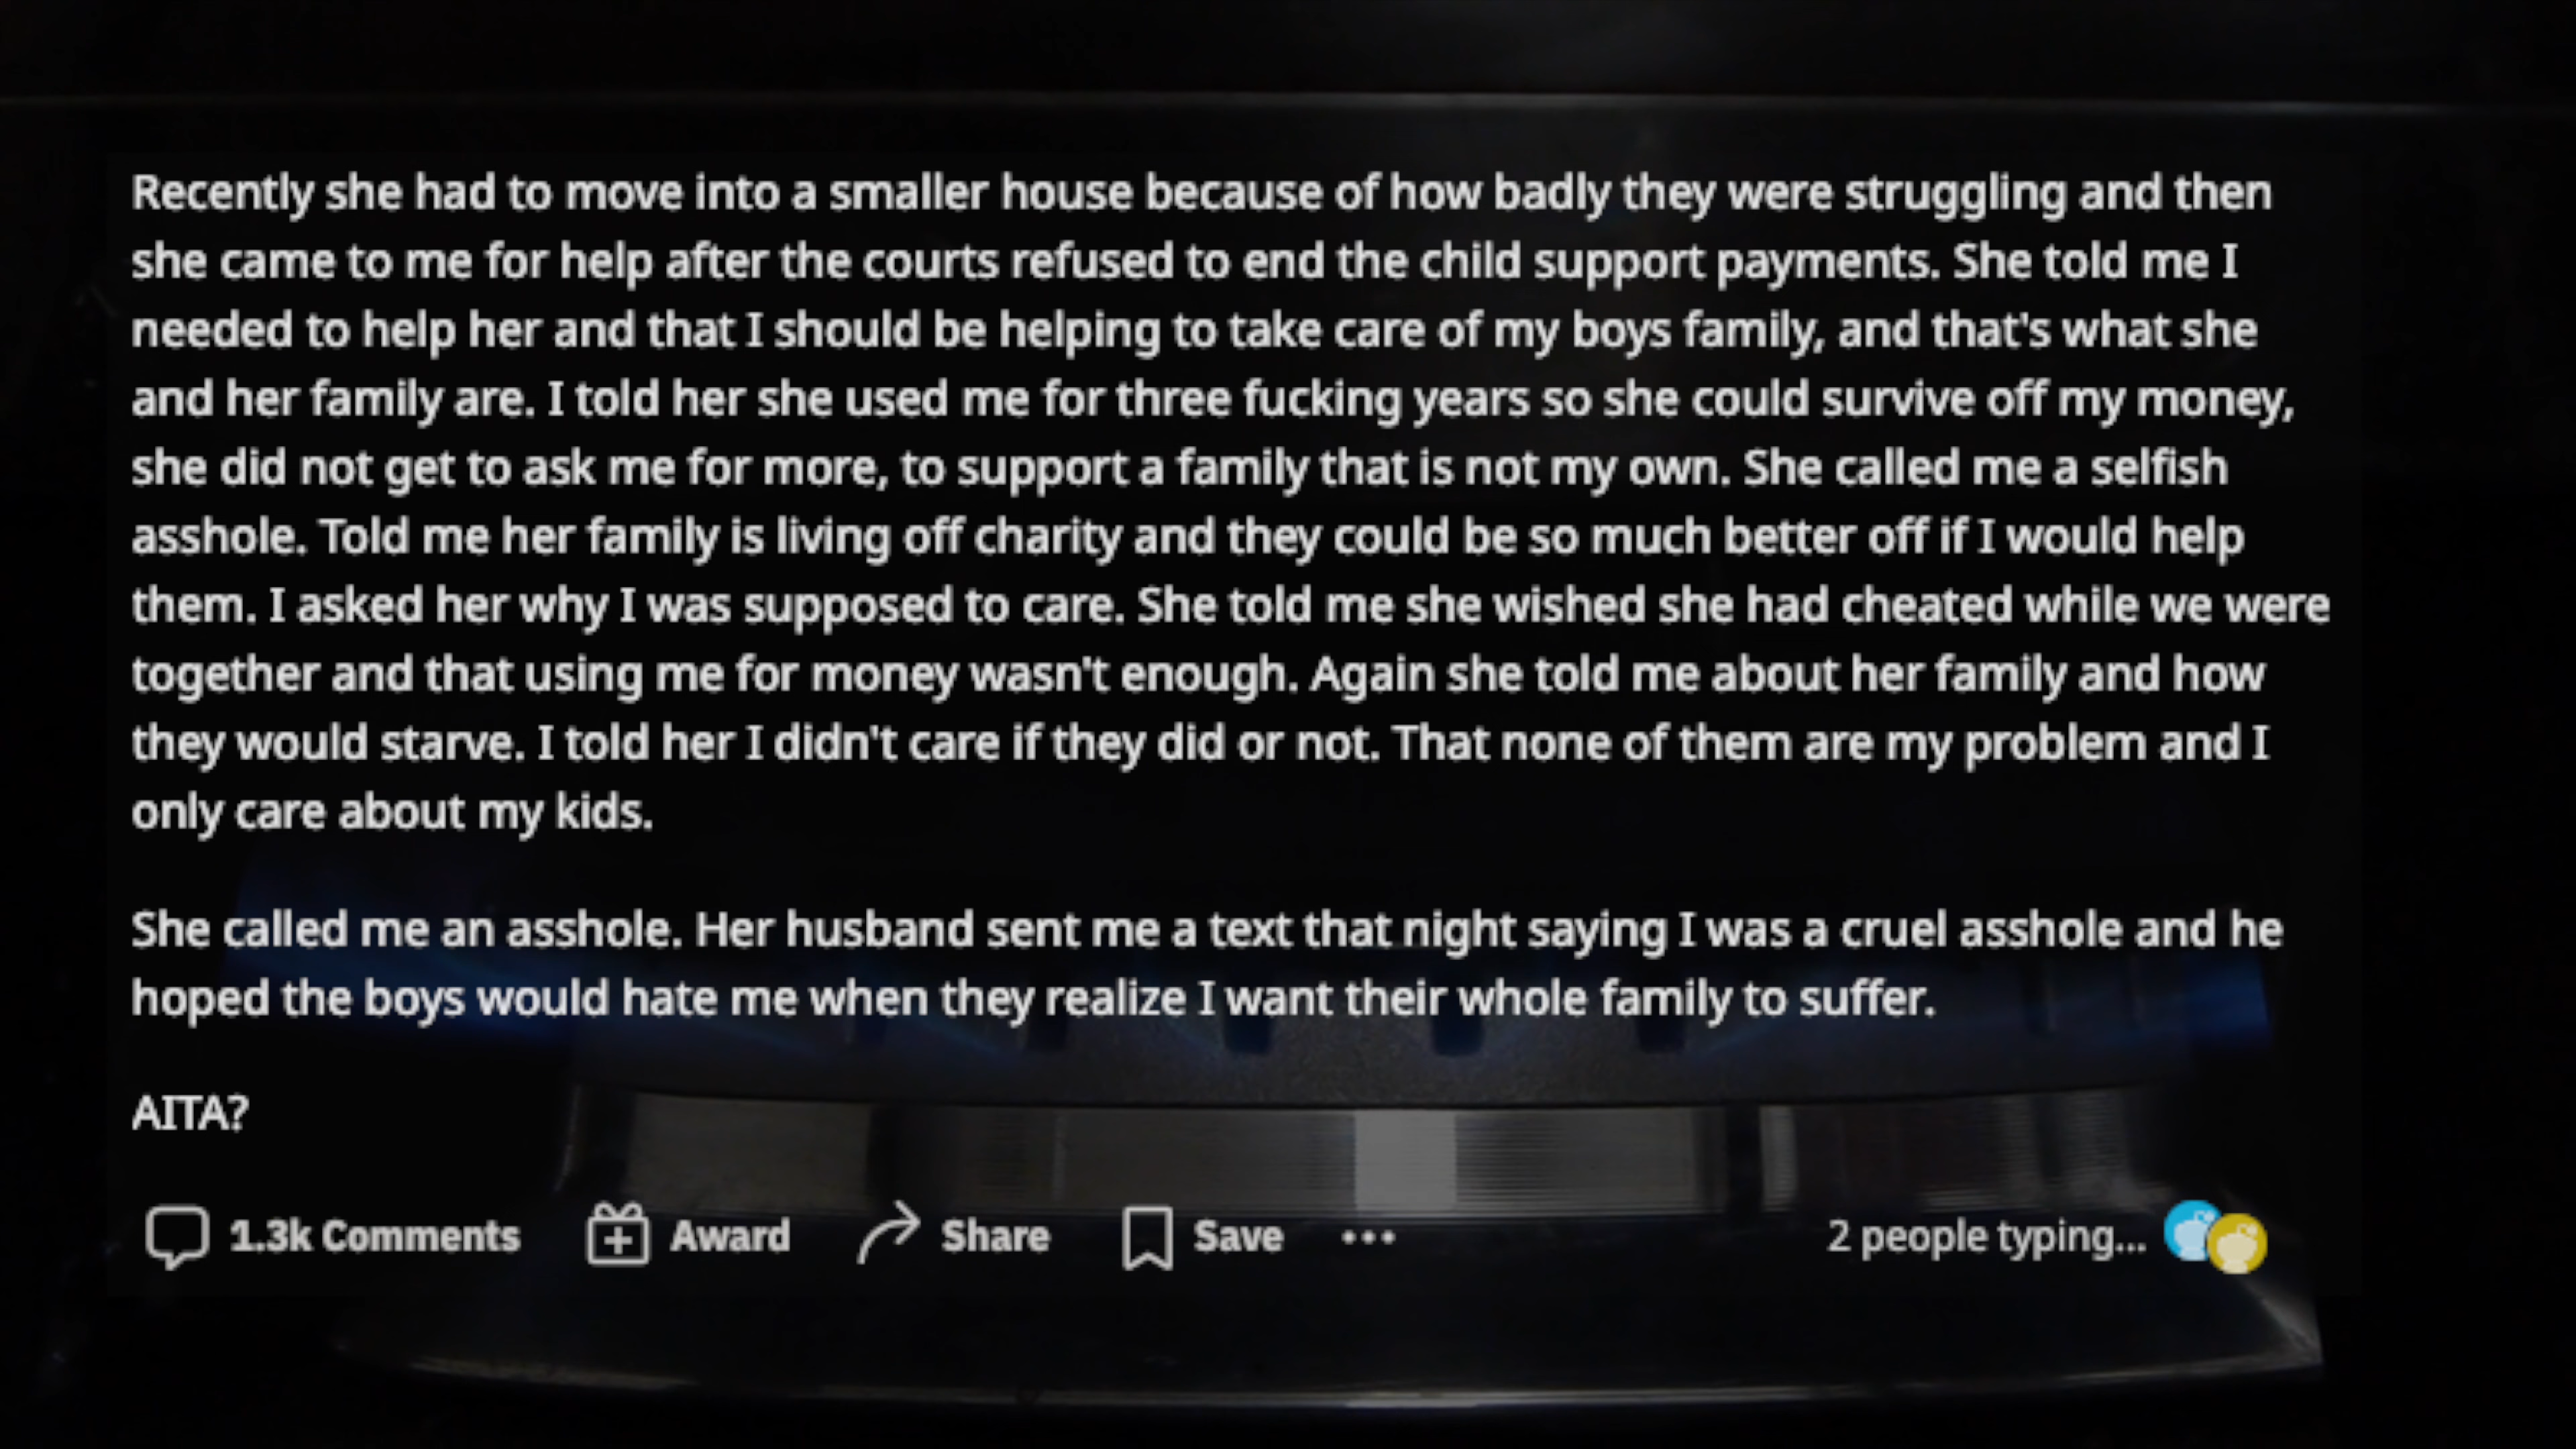 Recently she had to move into a smaller house because of how badly they were struggling and then
she came to me for help after the courts refused to end the child support payments. She told me I
needed to help her and that I should be helping to take care of my boys family, and that's what she
and her family are. I told her she used me for three fucking years so she could survive off my money,
she did not get to ask me for more, to support a family that is not my own. She called me a selfish
asshole. Told me her family is living off charity and they could be so much better off if I would help
them. I asked her why I was supposed to care. She told me she wished she had cheated while we were
together and that using me for money wasn't enough. Again she told me about her family and how
they would starve. I told her I didn't care if they did or not. That none of them are my problem and I
only care about my kids.
She called me an asshole. Her husband sent me a text that night saying I was a cruel asshole and he
hoped the boys would hate me when they realize I want their whole family to suffer.
AITA?
1.3k Comments Award Share Save ••• 2 people typing...